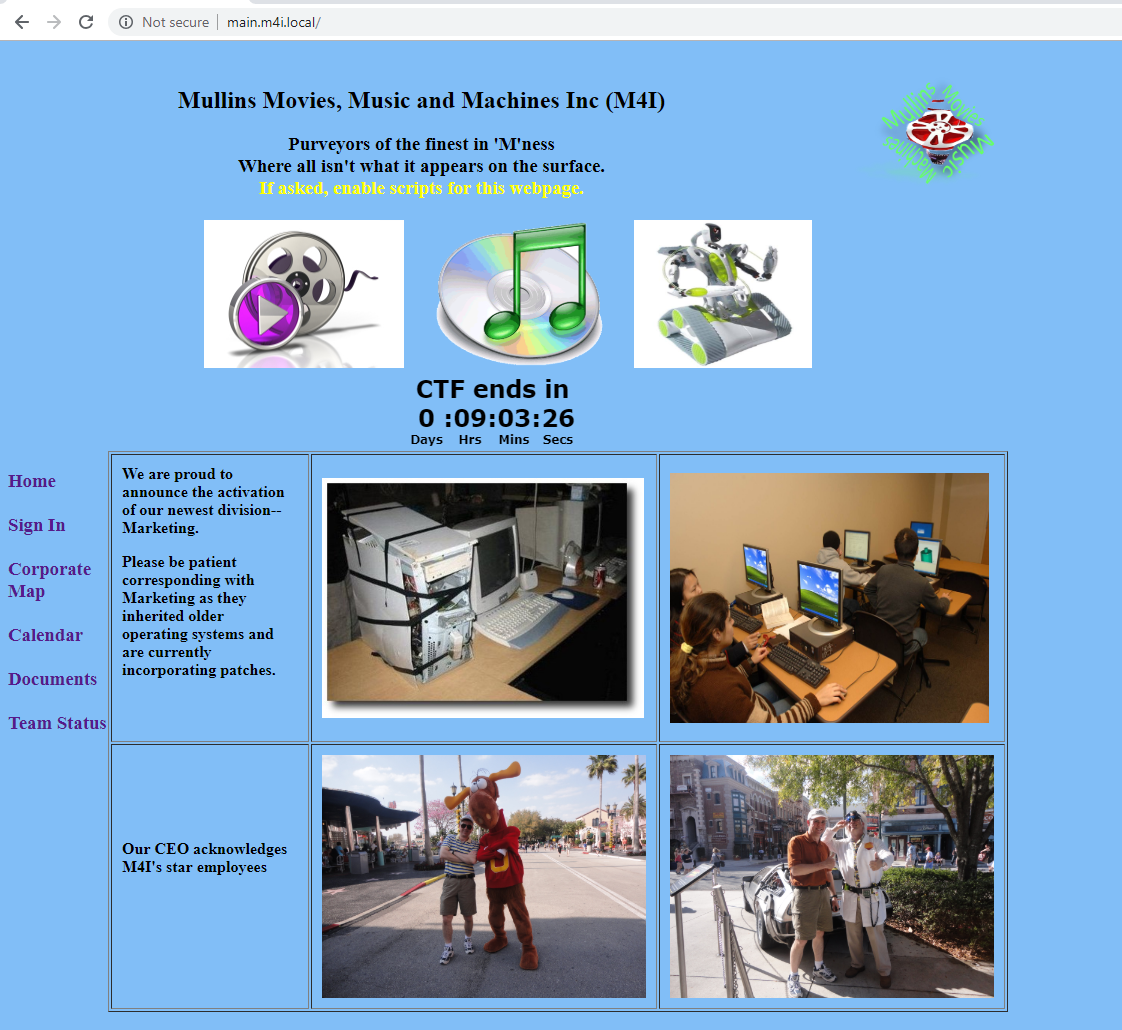 Not secure | main.m4i.local/
Mullins Movies, Music and Machines Inc (M4I)
Mullins Movies Music Machines
Purveyors of the finest in 'M'ness
Where all isn't what it appears on the surface.
If asked, enable scripts for this webpage.
CTF ends in
0 :09:03:26
Days Hrs Mins Secs
Home
Sign In
Corporate
Map
Calendar
Documents
Team Status
We are proud to
announce the activation
of our newest division--
Marketing.
Please be patient
corresponding with
Marketing as they
inherited older
operating systems and
are currently
incorporating patches.
Our CEO acknowledges
M4I's star employees